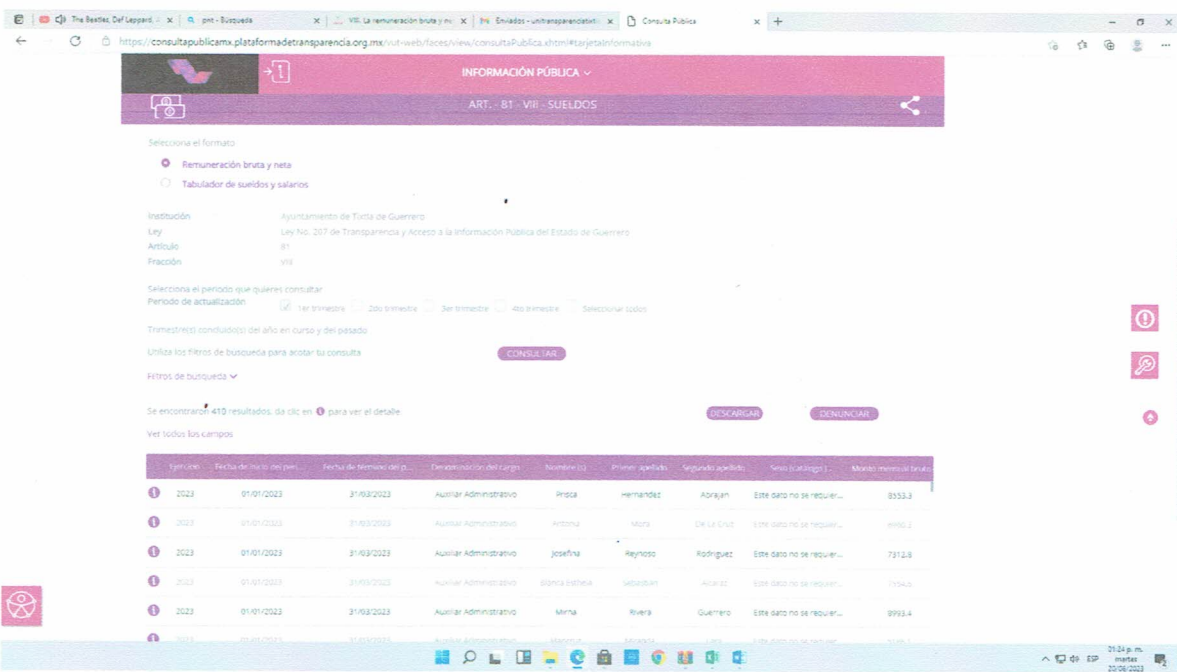 The Beatles, Def Leppard,
pnt - Búsqueda
VIII. La remuneración bruta y ne
Enviados - unitransparenciatixt
Consulta Pública
https://consultapublicamx.plataformadetransparencia.org.mx/vut-web/faces/view/consultaPublica.xhtml#tarjetaInformativa
INFORMACIÓN PÚBLICA
ART. - 81 - VIII - SUELDOS
Selecciona el formato
Remuneración bruta y neta
Tabulador de sueldos y salarios
Institución Ayuntamiento de Tixtla de Guerrero
Ley Ley No. 207 de Transparencia y Acceso a la Información Pública del Estado de Guerrero
Artículo 81
Fracción VIII
Selecciona el periodo que quieres consultar
Periodo de actualización 1er trimestre 2do trimestre 3er trimestre 4to trimestre Seleccionar todos
Trimestre(s) concluido(s) del año en curso y del pasado
Utiliza los filtros de búsqueda para acotar tu consulta CONSULTAR
Filtros de búsqueda
Se encontraron 410 resultados, da clic en para ver el detalle. DESCARGAR DENUNCIAR
Ver todos los campos
Ejercicio Fecha de inicio del peri... Fecha de término del p... Denominación del cargo Nombre (s) Primer apellido Segundo apellido Sexo (catálogo) Monto mensual bruto
2023 01/01/2023 31/03/2023 Auxiliar Administrativo Prisca Hernandez Abrajan Este dato no se requier... 8553.3
2023 01/01/2023 31/03/2023 Auxiliar Administrativo Antonia Mora De La Cruz Este dato no se requier...
2023 01/01/2023 31/03/2023 Auxiliar Administrativo Josefina Reynoso Rodriguez Este dato no se requier... 7312.8
2023 01/01/2023 31/03/2023 Auxiliar Administrativo Blanca Esthela Sebastian Este dato no se requier...
2023 01/01/2023 31/03/2023 Auxiliar Administrativo Mirna Rivera Guerrero Este dato no se requier... 8993.4
2023 01/01/2023 31/03/2023 Auxiliar Administrativo
ESP
01:24 p. m.
martes
20/06/2023